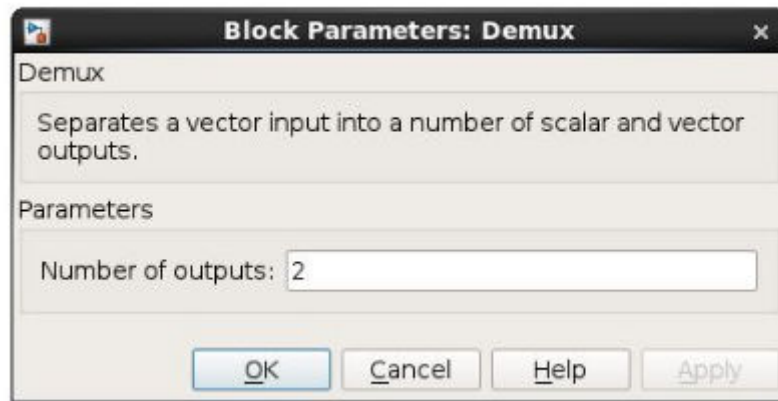 Block Parameters: Demux
Demux
Separates a vector input into a number of scalar and vector
outputs.
Parameters
Number of outputs: 2
OK Cancel Help Apply